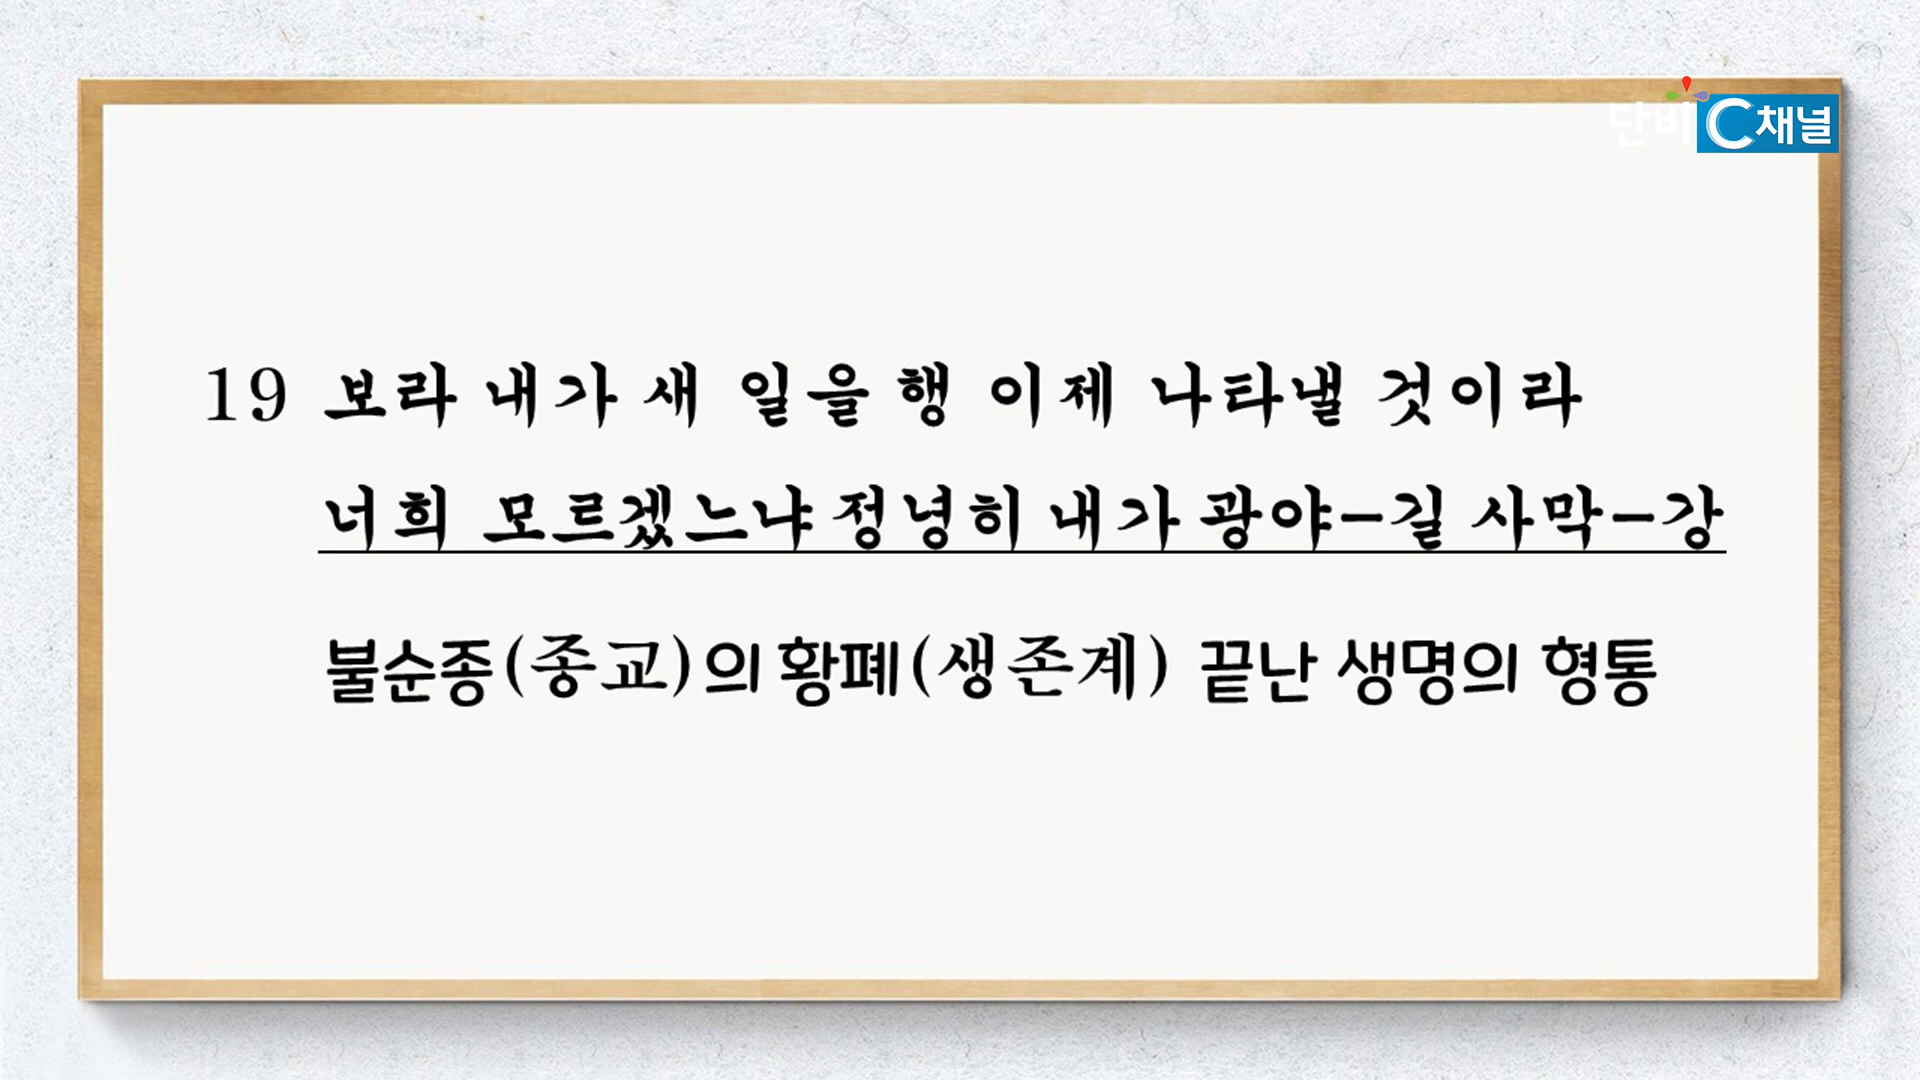 단비 C채널
19 보라 내가 새 일을 행 이제 나타낼 것이라
너희 모르겠느냐 정녕히 내가 광야-길 사막-강
불순종(종교)의 황폐(생존계) 끝난 생명의 형통